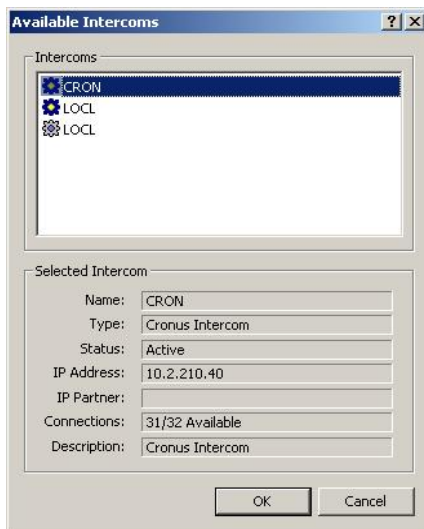 Available Intercoms
Intercoms
CRON
LOCL
LOCL
Selected Intercom
Name: CRON
Type: Cronus Intercom
Status: Active
IP Address: 10.2.210.40
IP Partner:
Connections: 31/32 Available
Description: Cronus Intercom
OK Cancel